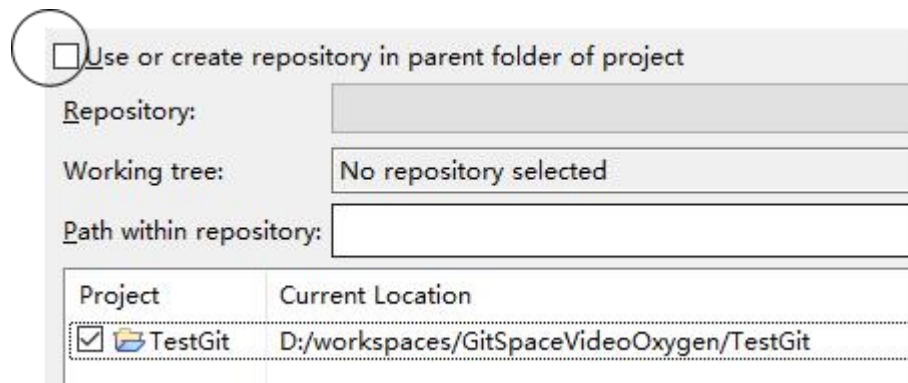 Use or create repository in parent folder of project
Repository:
Working tree: No repository selected
Path within repository:
Project Current Location
TestGit D:/workspaces/GitSpaceVideoOxygen/TestGit